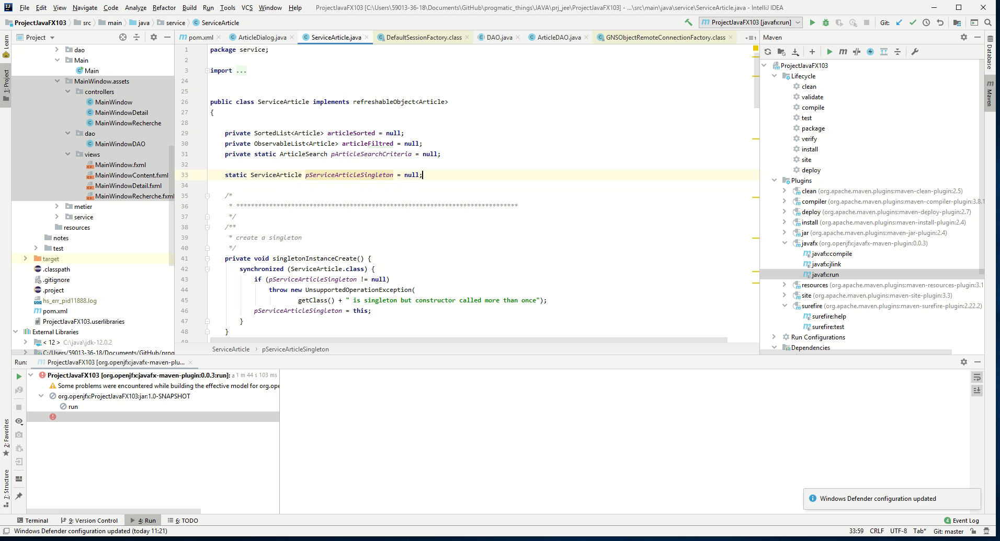 File Edit View Navigate Code Analyze Refactor Build Run Tools VCS Window Help ProjectJavaFX103 [C:\Users\59013-36-18\Documents\GitHub\progmatic_things\JAVA\prj_jee\ProjectJavaFX103] - ...\src\main\java\service\ServiceArticle.java - IntelliJ IDEA
ProjectJavaFX103 src main java service ServiceArticle ProjectJavaFX103 [javafx:run] Git:
Project
pom.xml ArticleDialog.java ServiceArticle.java DefaultSessionFactory.class DAO.java ArticleDAO.java GNSObjectRemoteConnectionFactory.class 1
Maven
Learn
1: Project
2: Favorites
7: Structure
dao
Main
Main
MainWindow.assets
controllers
MainWindow
MainWindowDetail
MainWindowRecherche
dao
MainWindowDAO
views
MainWindow.fxml
MainWindowContent.fxml
MainWindowDetail.fxml
MainWindowRecherche.fxml
metier
service
resources
notes
test
target
.classpath
.gitignore
.project
hs_err_pid11888.log
pom.xml
ProjectJavaFX103.userlibraries
External Libraries
< 12 > C:\java\jdk-12.0.2
C:/Users/59013-36-18/Documents/GitHub/prog
1 package service;
2
3 import ...
24
25
26 public class ServiceArticle implements refreshableObject<Article>
27 {
28
29 private SortedList<Article> articleSorted = null;
30 private ObservableList<Article> articleFiltred = null;
31 private static ArticleSearch pArticleSearchCriteria = null;
32
33 static ServiceArticle pServiceArticleSingleton = null;
34
35 /*
36 * *****************************************************************************
37 */
38 /**
39 * create a singleton
40 */
41 private void singletonInstanceCreate() {
42 synchronized (ServiceArticle.class) {
43 if (pServiceArticleSingleton != null)
44 throw new UnsupportedOperationException(
45 getClass() + " is singleton but constructor called more than once");
46 pServiceArticleSingleton = this;
47 }
48 }
49
ServiceArticle pServiceArticleSingleton
ProjectJavaFX103
Lifecycle
clean
validate
compile
test
package
verify
install
site
deploy
Plugins
clean (org.apache.maven.plugins:maven-clean-plugin:2.5)
compiler (org.apache.maven.plugins:maven-compiler-plugin:3.8.1
deploy (org.apache.maven.plugins:maven-deploy-plugin:2.7)
install (org.apache.maven.plugins:maven-install-plugin:2.4)
jar (org.apache.maven.plugins:maven-jar-plugin:2.4)
javafx (org.openjfx:javafx-maven-plugin:0.0.3)
javafx:compile
javafx:jlink
javafx:run
resources (org.apache.maven.plugins:maven-resources-plugin:3.1
site (org.apache.maven.plugins:maven-site-plugin:3.3)
surefire (org.apache.maven.plugins:maven-surefire-plugin:2.22.2)
surefire:help
surefire:test
Run Configurations
Dependencies
Database
Maven
Run: ProjectJavaFX103 [org.openjfx:javafx-maven-plu...
ProjectJavaFX103 [org.openjfx:javafx-maven-plugin:0.0.3:run]: a 1 m 44 s 103 ms
Some problems were encountered while building the effective model for org.ope
org.openjfx:ProjectJavaFX103:jar:1.0-SNAPSHOT
run
Windows Defender configuration updated
Terminal 9: Version Control 4: Run 6: TODO 4 Event Log
Windows Defender configuration updated (today 11:21) 33:59 CRLF UTF-8 Tab* Git: master